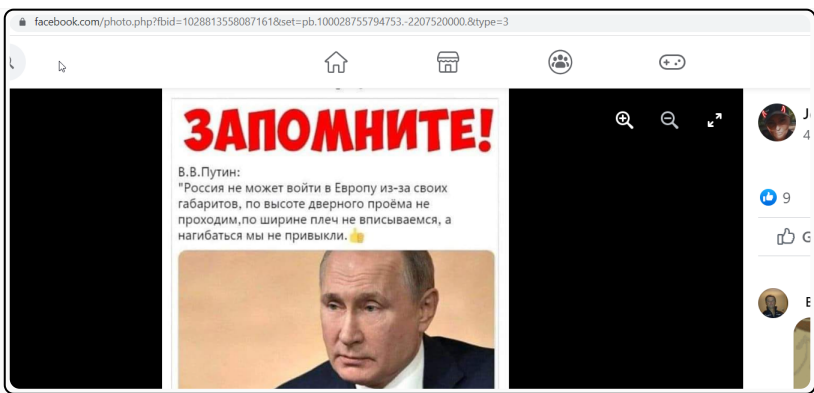 facebook.com/photo.php?fbid=1028813558087161&set=pb.100028755794753.-2207520000.&type=3
ЗАПОМНИТЕ!
В.В.Путин:
"Россия не может войти в Европу из-за своих
габаритов, по высоте дверного проёма не
проходим,по ширине плеч не вписываемся, а
нагибаться мы не привыкли.👍
9